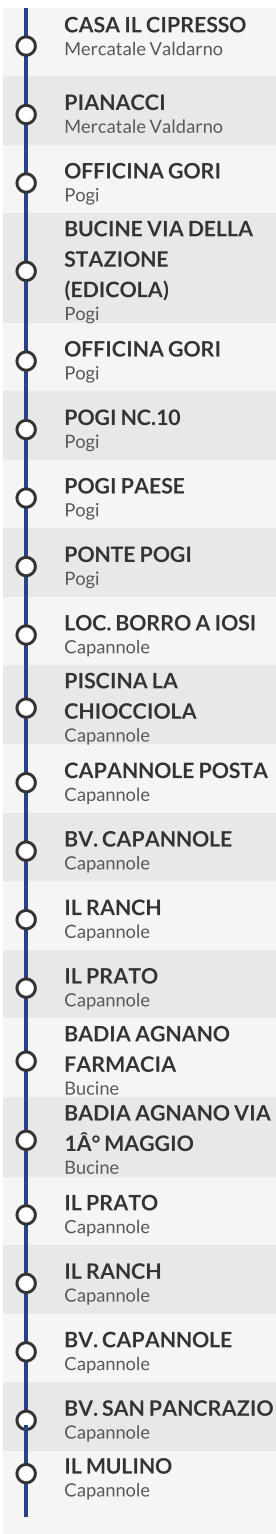 CASA IL CIPRESSO
Mercatale Valdarno
PIANACCI
Mercatale Valdarno
OFFICINA GORI
Pogi
BUCINE VIA DELLA
STAZIONE
(EDICOLA)
Pogi
OFFICINA GORI
Pogi
POGI NC.10
Pogi
POGI PAESE
Pogi
PONTE POGI
Pogi
LOC. BORRO A IOSI
Capannole
PISCINA LA
CHIOCCIOLA
Capannole
CAPANNOLE POSTA
Capannole
BV. CAPANNOLE
Capannole
IL RANCH
Capannole
IL PRATO
Capannole
BADIA AGNANO
FARMACIA
Bucine
BADIA AGNANO VIA
1Â° MAGGIO
Bucine
IL PRATO
Capannole
IL RANCH
Capannole
BV. CAPANNOLE
Capannole
BV. SAN PANCRAZIO
Capannole
IL MULINO
Capannole